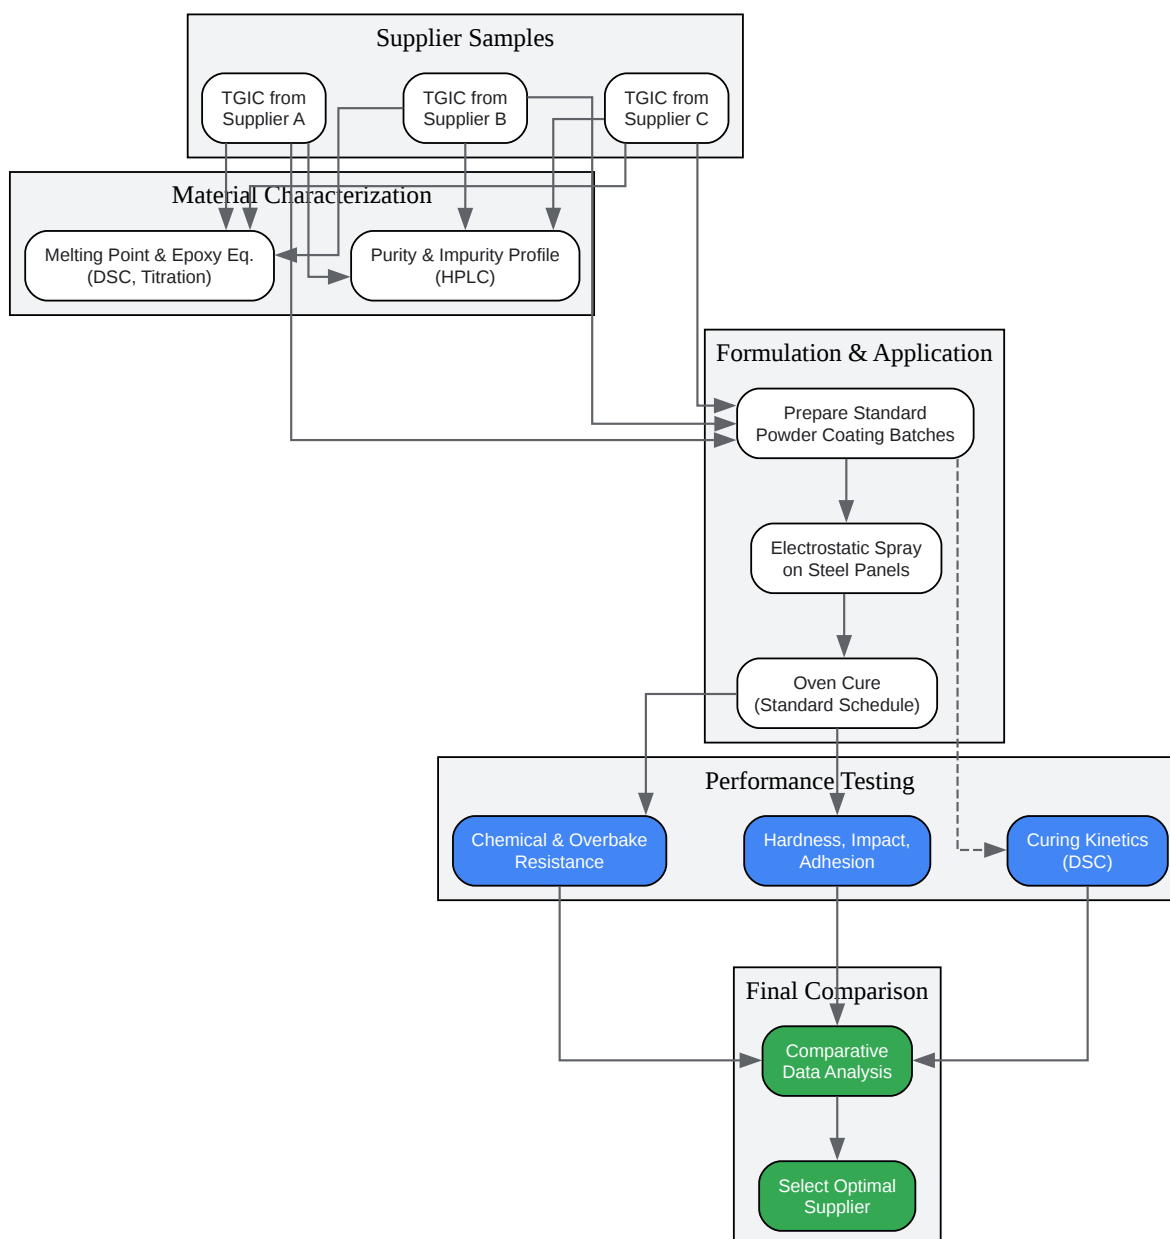 Supplier Samples
TGIC from
Supplier A
TGIC from
Supplier B
TGIC from
Supplier C
Material Characterization
Melting Point & Epoxy Eq.
(DSC, Titration)
Purity & Impurity Profile
(HPLC)
Formulation & Application
Prepare Standard
Powder Coating Batches
Electrostatic Spray
on Steel Panels
Oven Cure
(Standard Schedule)
Performance Testing
Chemical & Overbake
Resistance
Hardness, Impact,
Adhesion
Curing Kinetics
(DSC)
Final Comparison
Comparative
Data Analysis
Select Optimal
Supplier